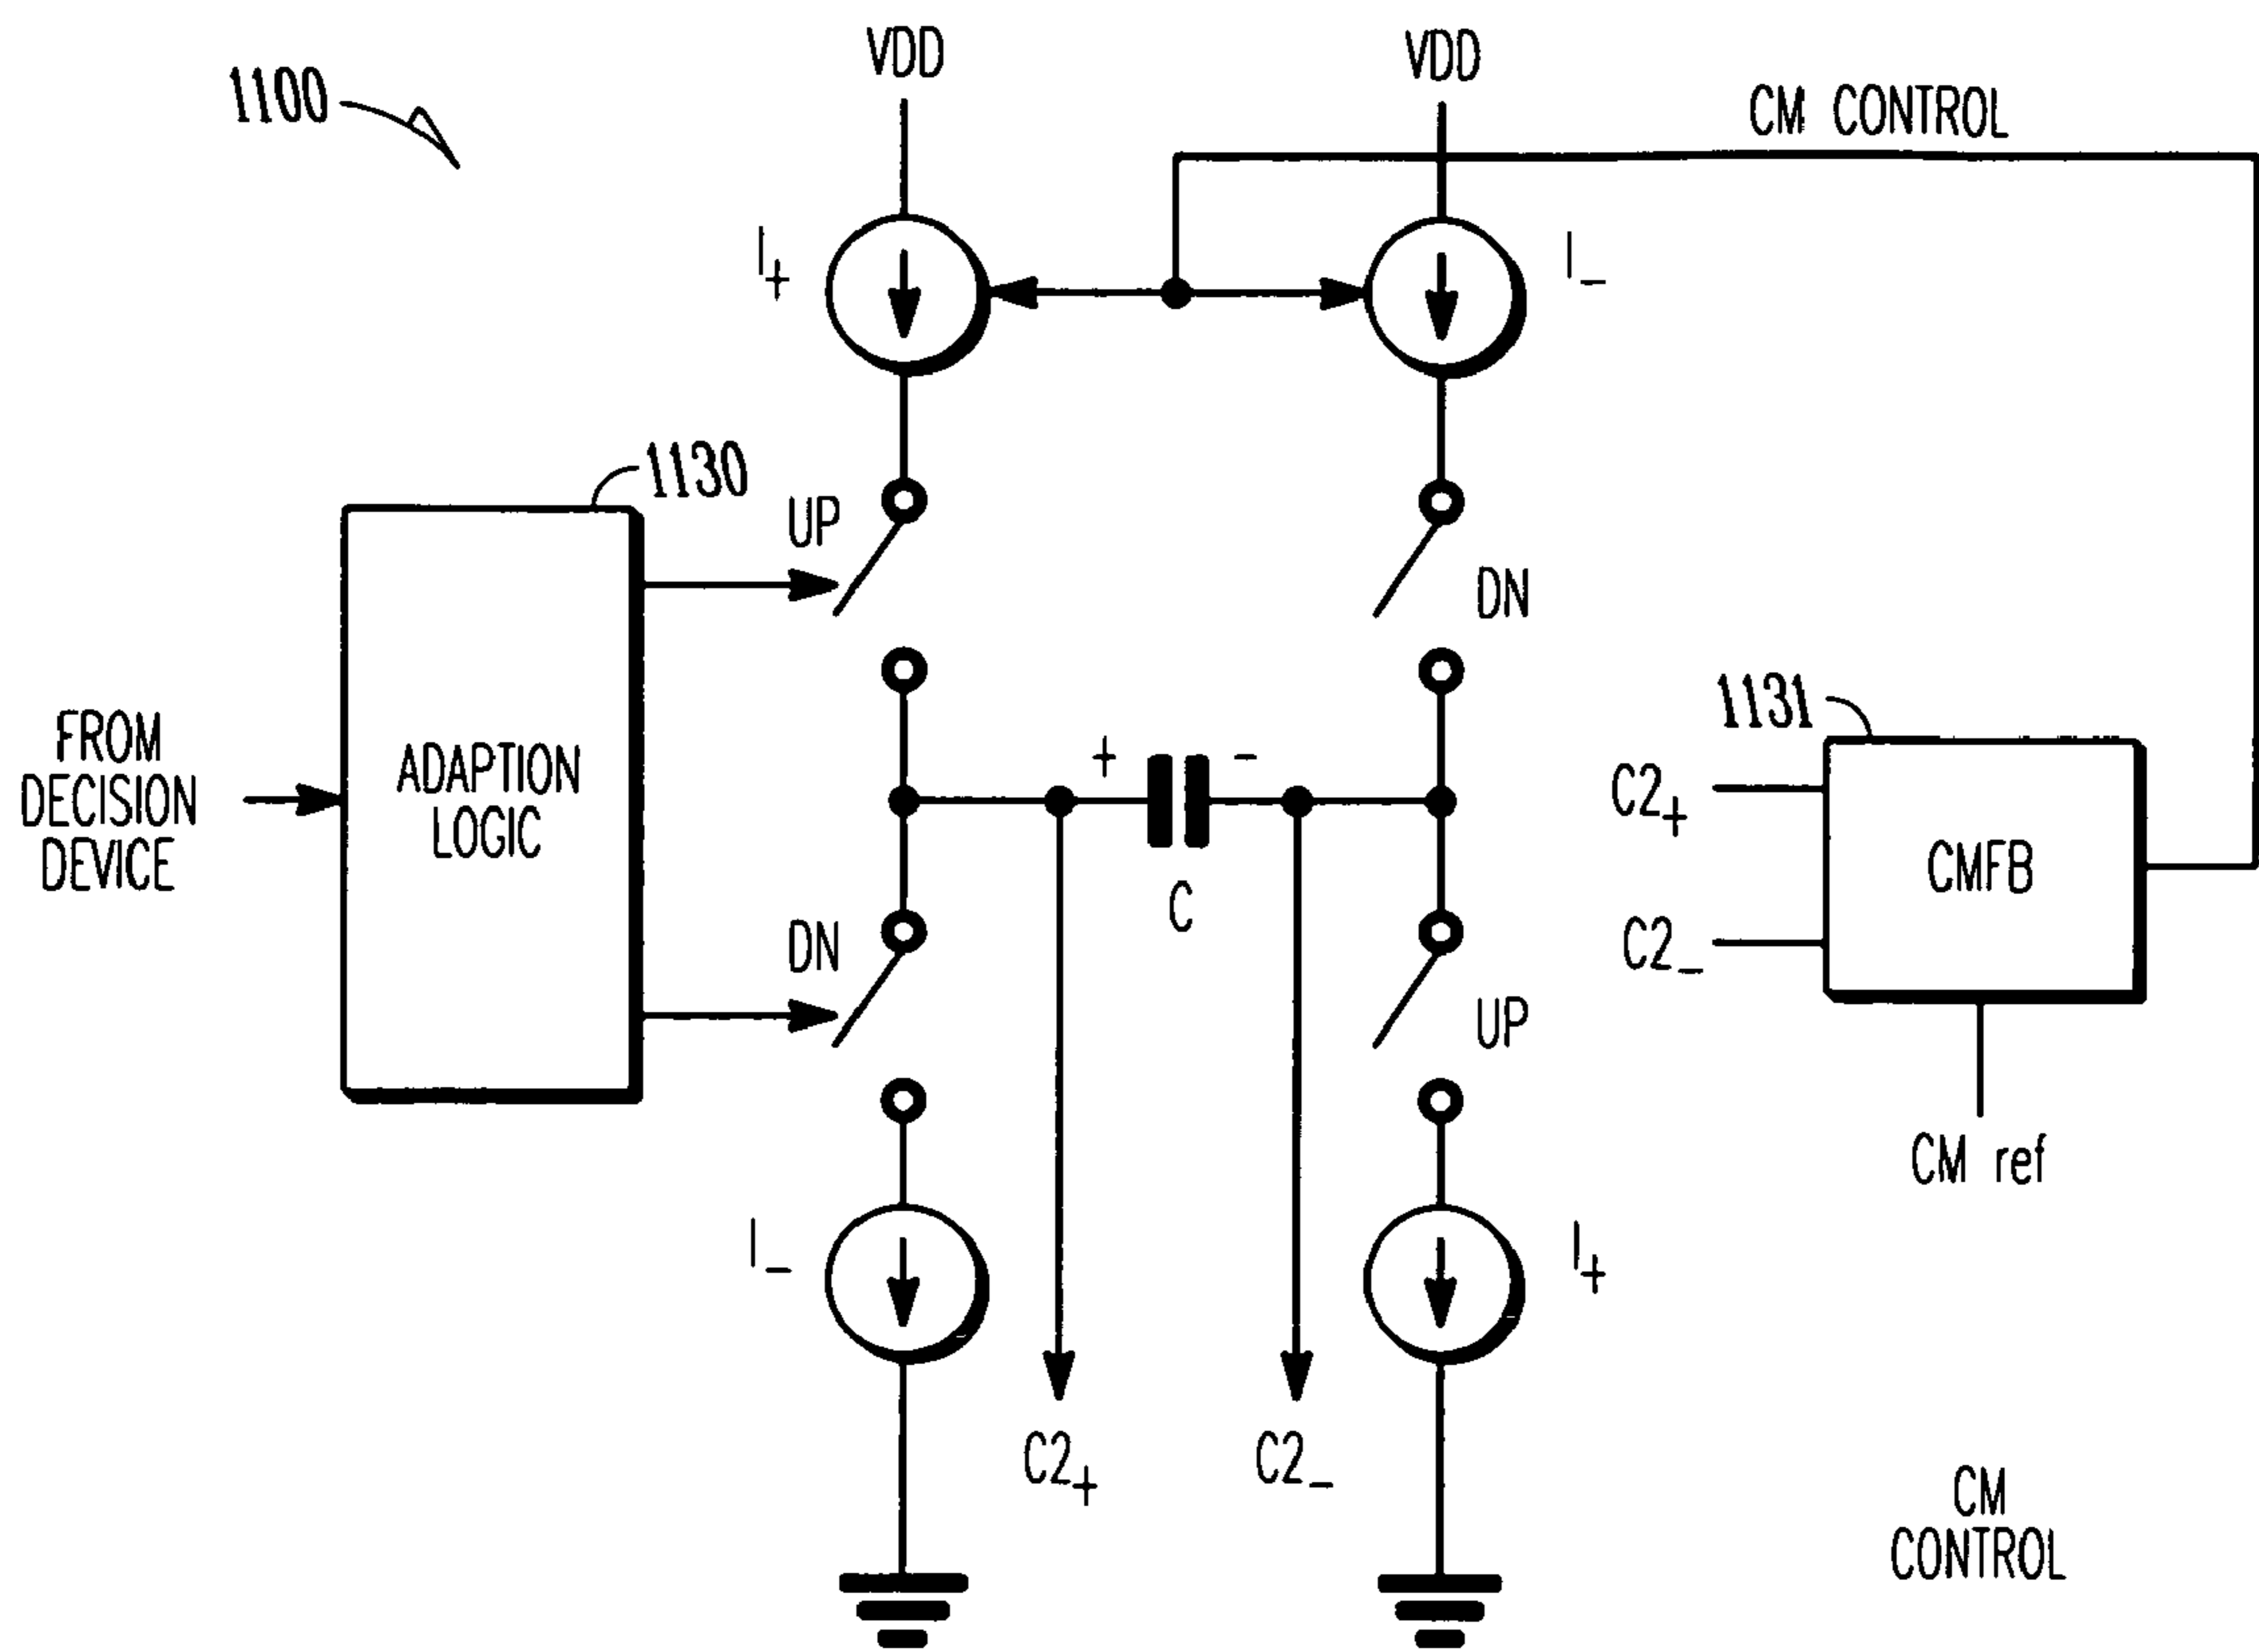 VDD
VDD
1100
CM CONTROL
I+
I−
1130
UP
DN
FROM
DECISION
DEVICE
ADAPTION
LOGIC
+
-
C
1131
C2+
C2−
CMFB
DN
UP
CM ref
I−
I+
C2+
C2−
CM
CONTROL